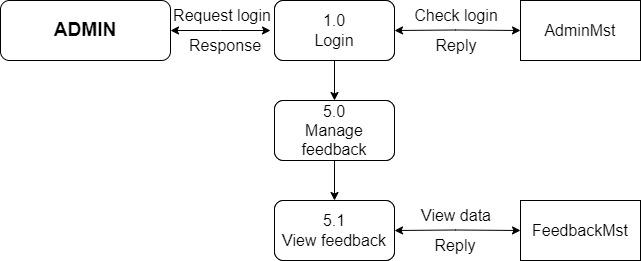 ADMIN
Request login
Response
1.0
Login
Check login
Reply
AdminMst
5.0
Manage
feedback
5.1
View feedback
View data
Reply
FeedbackMst